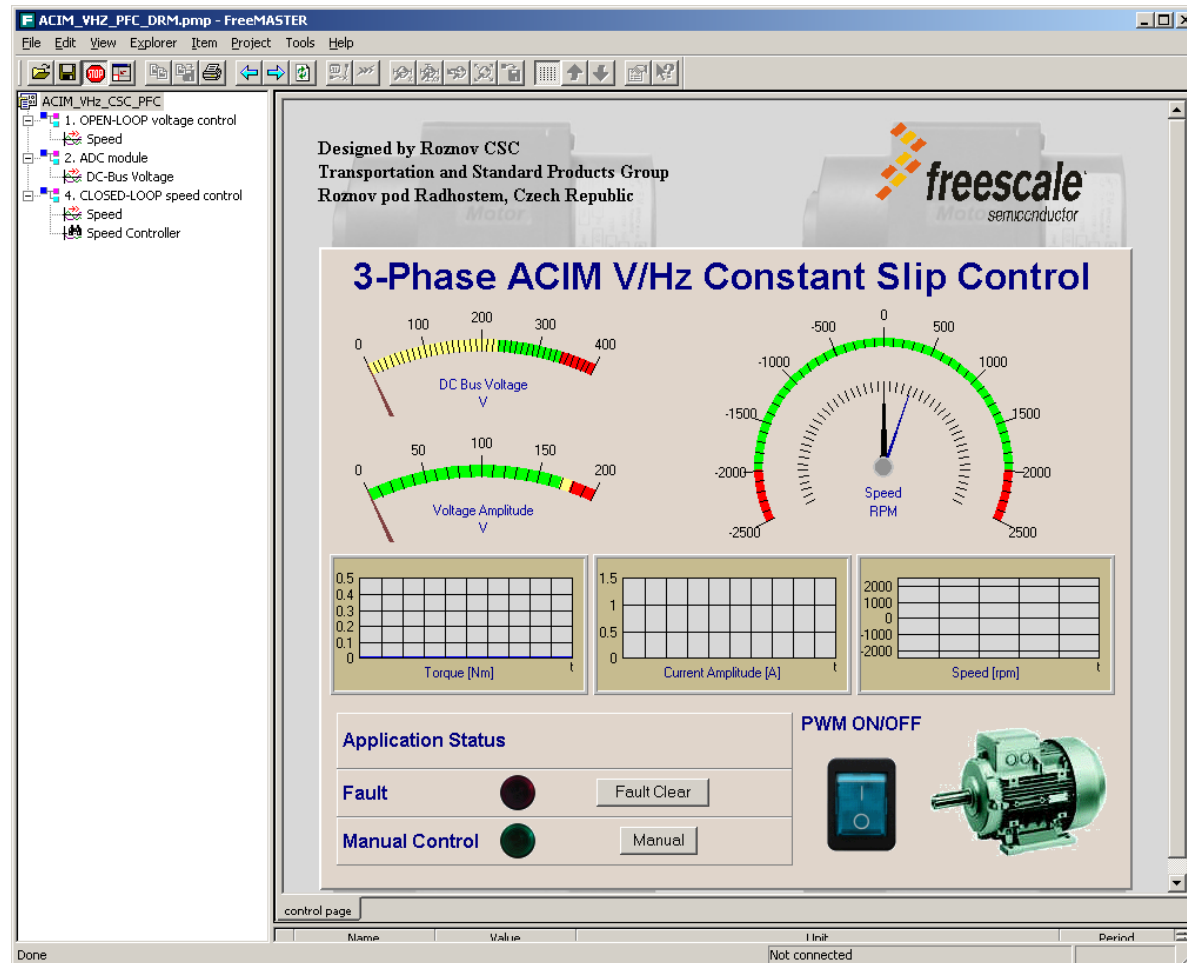 ACIM_VHZ_PFC_DRM.pmp - FreeMASTER
File Edit View Explorer Item Project Tools Help
STOP
ACIM_VHz_CSC_PFC
1. OPEN-LOOP voltage control
Speed
2. ADC module
DC-Bus Voltage
4. CLOSED-LOOP speed control
Speed
Speed Controller
Designed by Roznov CSC
Transportation and Standard Products Group
Roznov pod Radhostem, Czech Republic
freescale
semiconductor
Motor
3-Phase ACIM V/Hz Constant Slip Control
0 100 200 300 400
DC Bus Voltage
V
0 50 100 150 200
Voltage Amplitude
V
-2500 -2000 -1500 -1000 -500 0 500 1000 1500 2000 2500
Speed
RPM
0.5
0.4
0.3
0.2
0.1
0
Torque [Nm] t
1.5
1
0.5
0
Current Amplitude [A] t
2000
1000
0
-1000
-2000
Speed [rpm] t
Application Status
Fault Fault Clear
Manual Control Manual
PWM ON/OFF
control page
Name Value Unit Period
Done Not connected